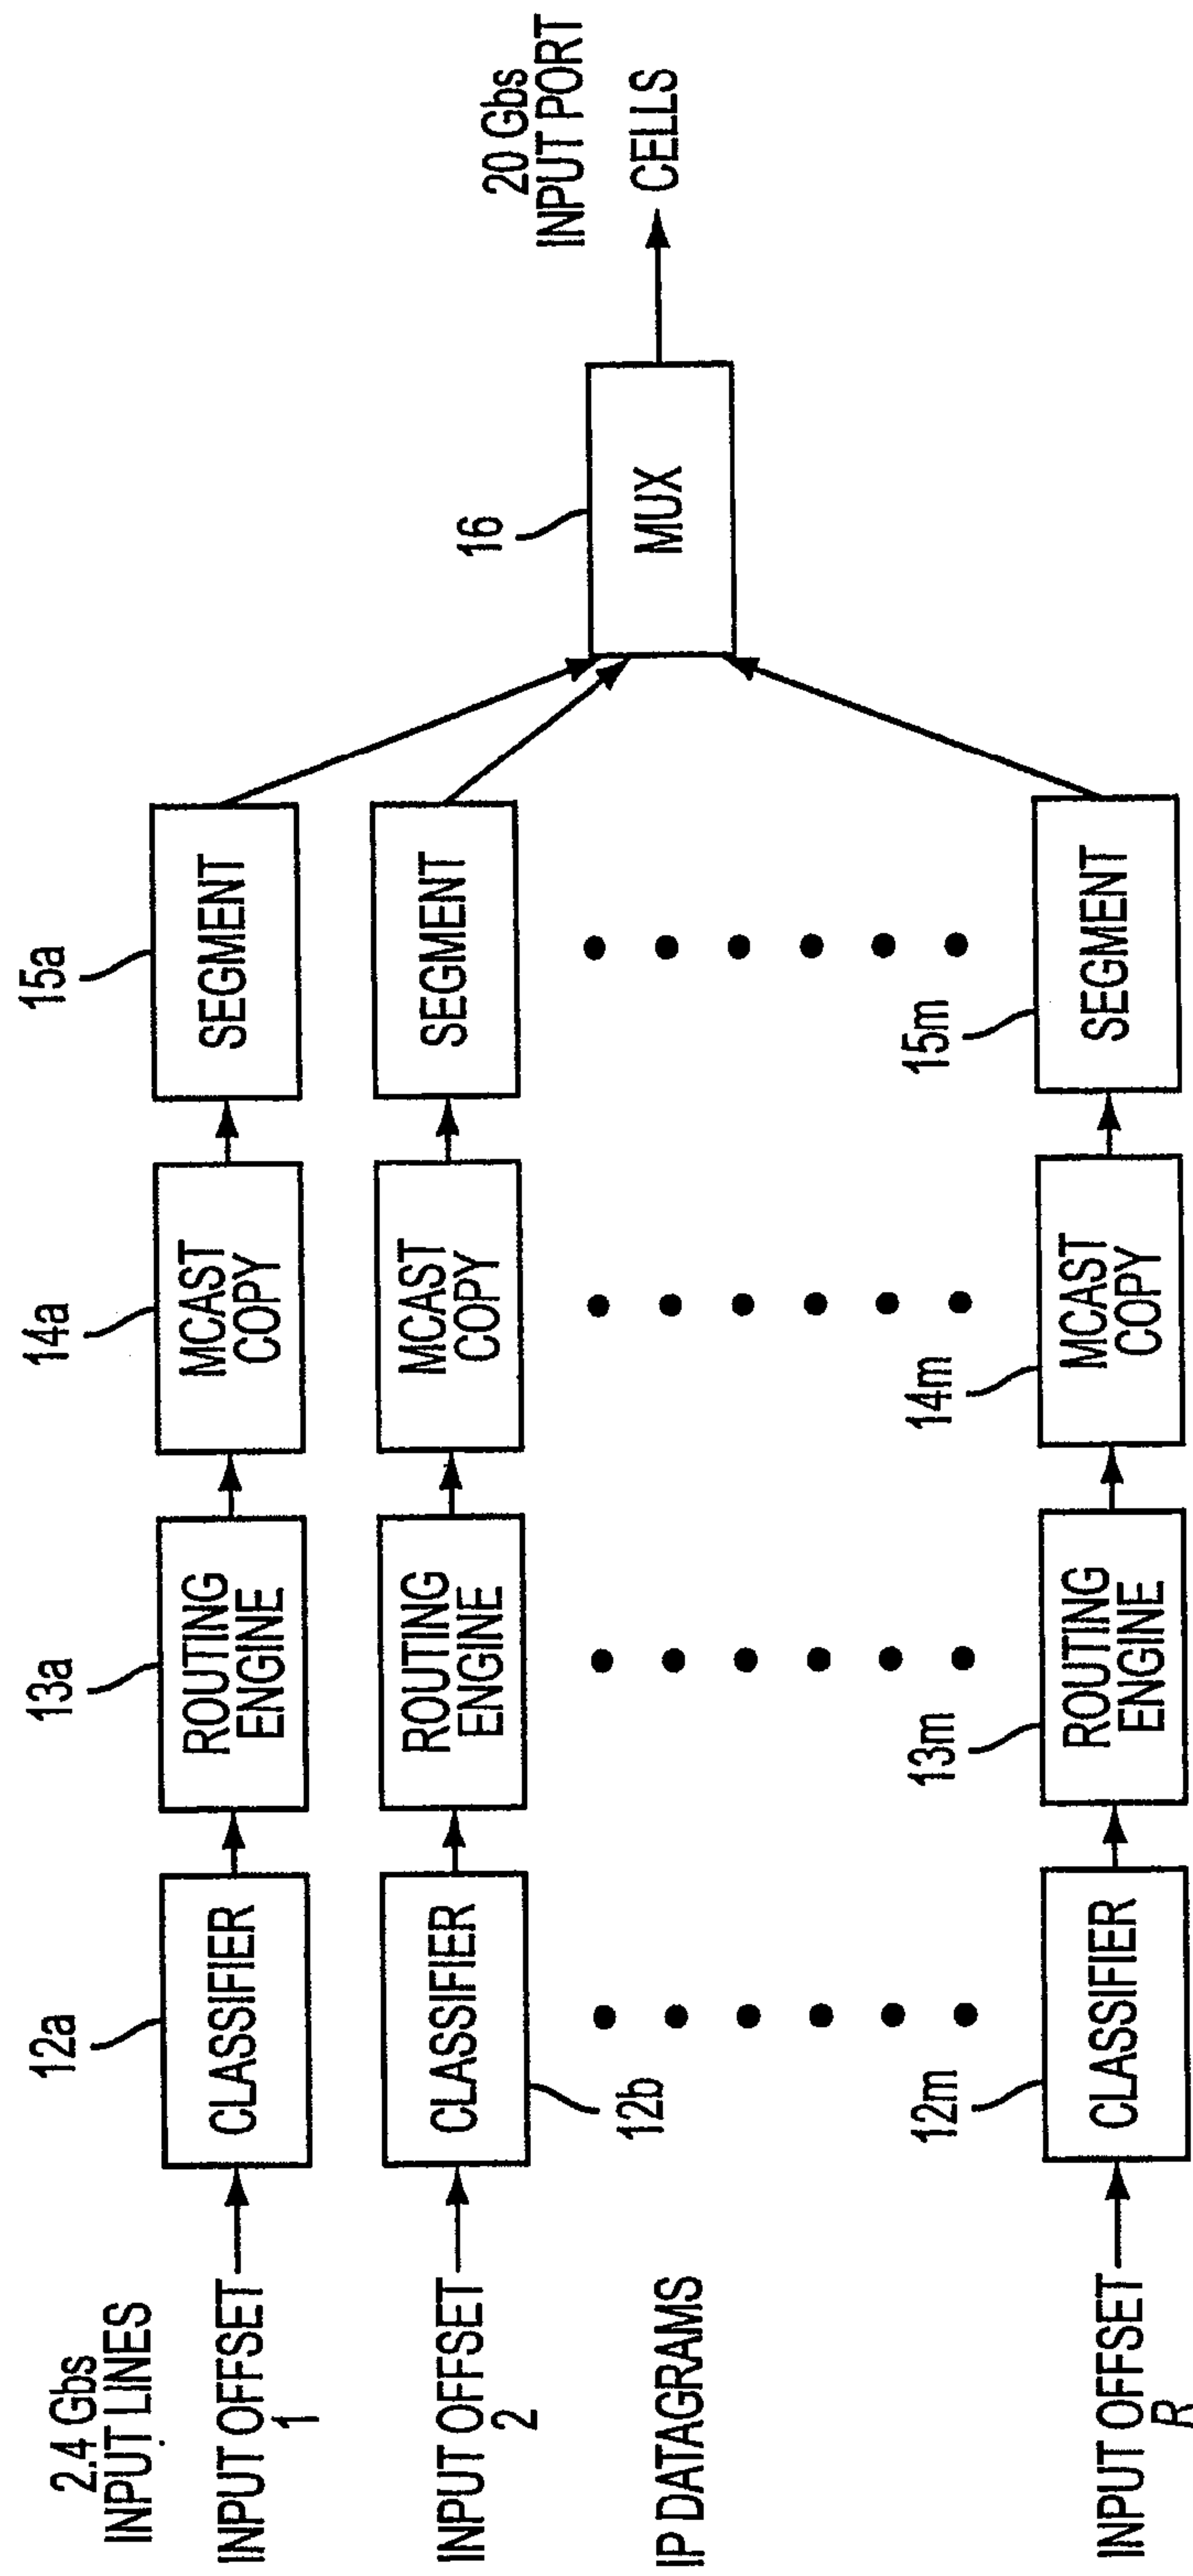 2.4 Gbs
INPUT LINES
INPUT OFFSET
1
12a
CLASSIFIER
13a
ROUTING
ENGINE
14a
MCAST
COPY
15a
SEGMENT
INPUT OFFSET
2
CLASSIFIER
12b
ROUTING
ENGINE
MCAST
COPY
SEGMENT
16
MUX
20 Gbs
INPUT PORT
CELLS
IP DATAGRAMS
INPUT OFFSET
R
12m
CLASSIFIER
13m
ROUTING
ENGINE
14m
MCAST
COPY
15m
SEGMENT